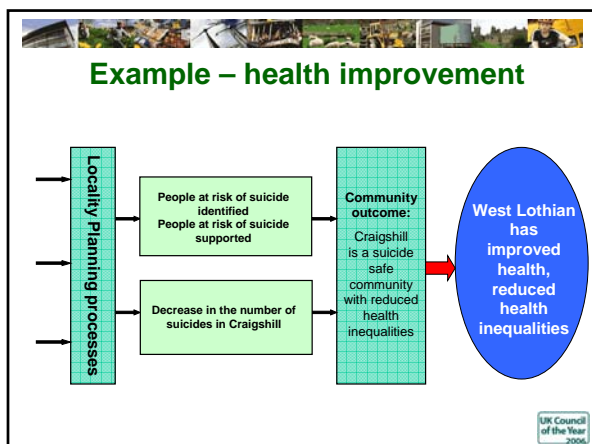 Example – health improvement
Locality Planning processes
People at risk of suicide
identified
People at risk of suicide
supported
Decrease in the number of
suicides in Craigshill
Community
outcome:
Craigshill
is a suicide
safe
community
with reduced
health
inequalities
West Lothian
has
improved
health,
reduced
health
inequalities
UK Council
of the Year
2006